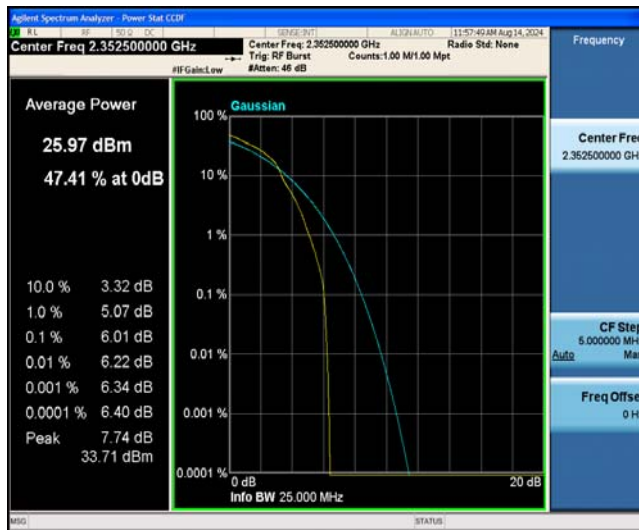 Agilent Spectrum Analyzer - Power Stat CCDF
RL RF 50 Ω DC SENSE:INT ALIGN AUTO 11:57:49 AM Aug 14, 2024
Center Freq 2.352500000 GHz
Center Freq: 2.352500000 GHz Radio Std: None
Trig: RF Burst Counts:1.00 M/1.00 Mpt
#IFGain:Low #Atten: 46 dB
Frequency
Average Power
25.97 dBm
47.41 % at 0dB
10.0 % 3.32 dB
1.0 % 5.07 dB
0.1 % 6.01 dB
0.01 % 6.22 dB
0.001 % 6.34 dB
0.0001 % 6.40 dB
Peak 7.74 dB
33.71 dBm
Gaussian
100 %
10 %
1 %
0.1 %
0.01 %
0.001 %
0.0001 %
0 dB 20 dB
Info BW 25.000 MHz
Center Fre
2.352500000 GH
CF Step
5.000000 MH
Auto Ma
Freq Offse
0 H
MSG STATUS